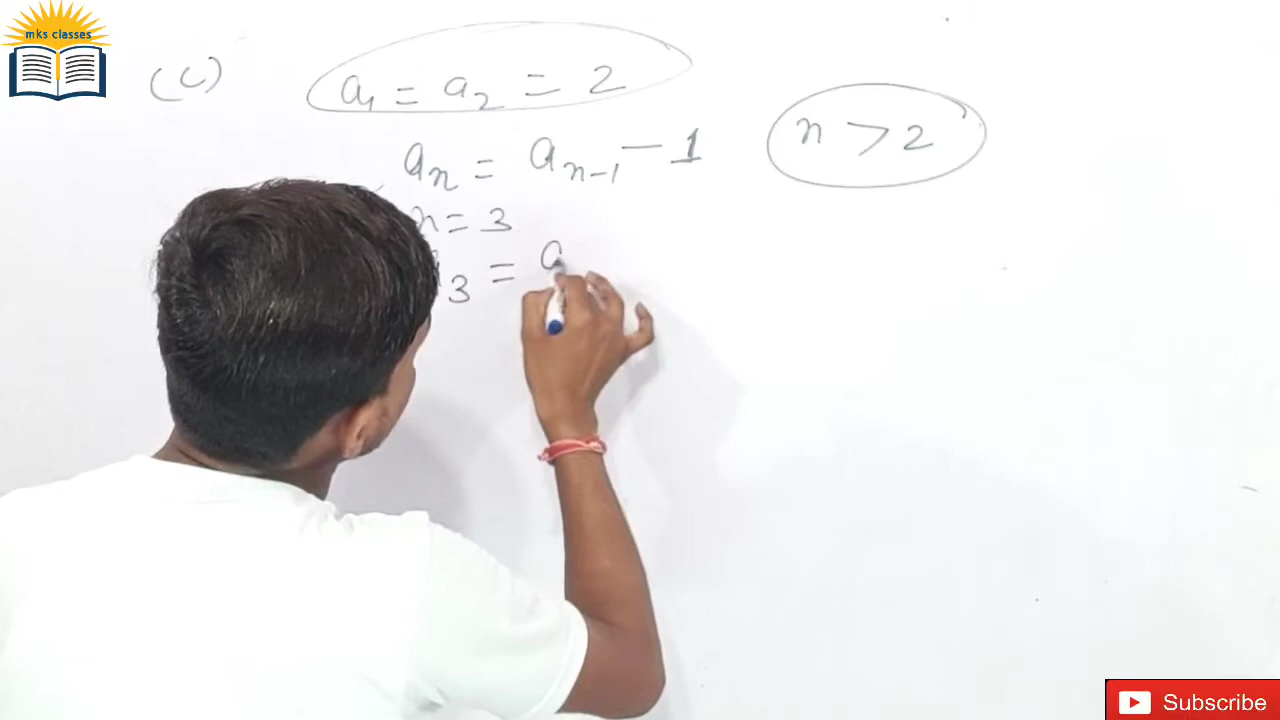 mks classes
(c) a₁ = a₂ = 2
aₙ = aₙ₋₁ - 1 n > 2
n = 3
₃ = a
Subscribe